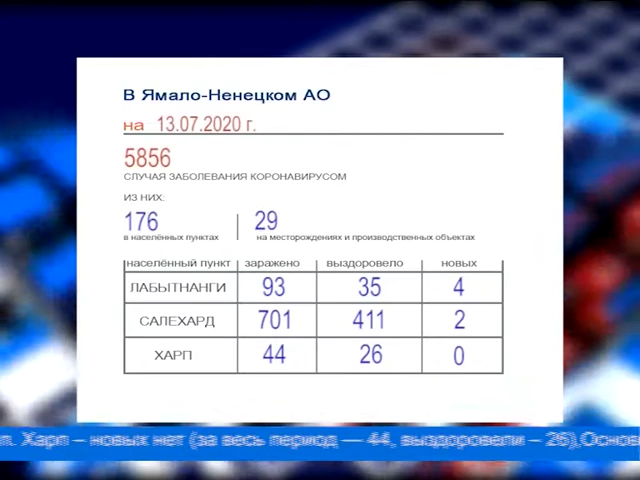 В Ямало-Ненецком АО
на 13.07.2020 г.
5856
СЛУЧАЯ ЗАБОЛЕВАНИЯ КОРОНАВИРУСОМ
ИЗ НИХ:
176 29
в населённых пунктах на месторождениях и производственных объектах
населённый пункт заражено выздоровело новых
ЛАБЫТНАНГИ 93 35 4
САЛЕХАРД 701 411 2
ХАРП 44 26 0
п. Харп – новых нет (за весь период — 44, выздоровели – 26),Основ